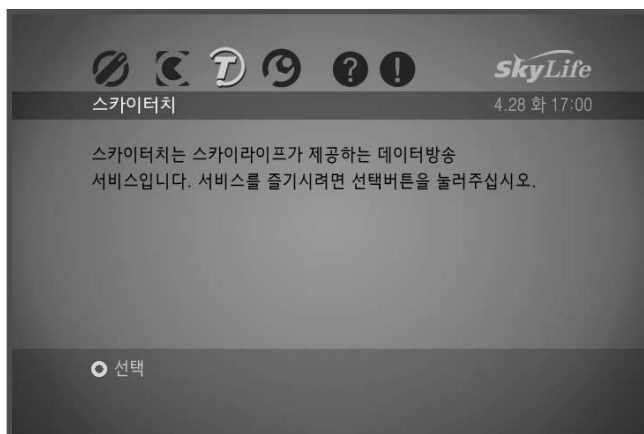 SkyLife
스카이터치 4.28 화 17:00
스카이터치는 스카이라이프가 제공하는 데이터방송
서비스입니다. 서비스를 즐기시려면 선택버튼을 눌러주십시오.
선택